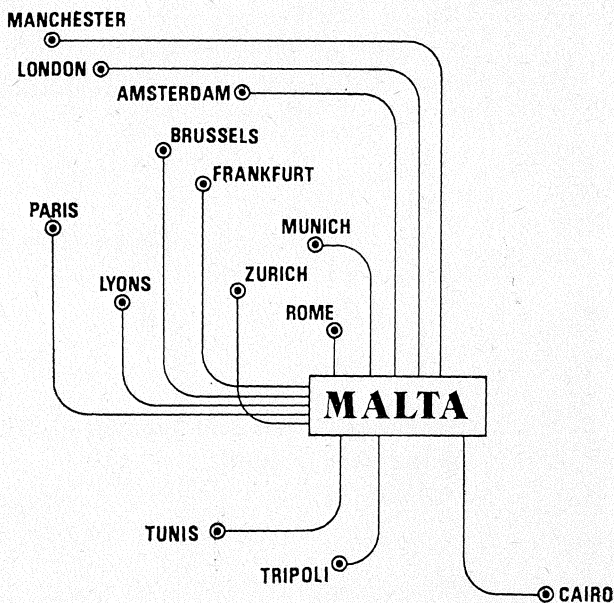 MANCHESTER
LONDON
AMSTERDAM
BRUSSELS
FRANKFURT
PARIS
MUNICH
ZURICH
LYONS
ROME
MALTA
TUNIS
TRIPOLI
CAIRO